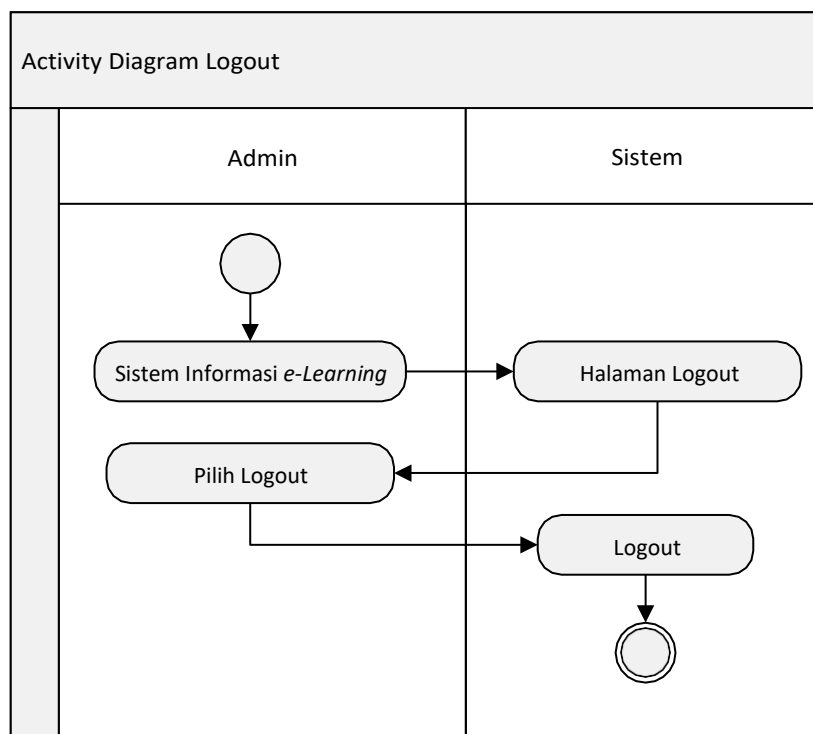 Activity Diagram Logout
Admin
Sistem
Sistem Informasi e-Learning
Halaman Logout
Pilih Logout
Logout